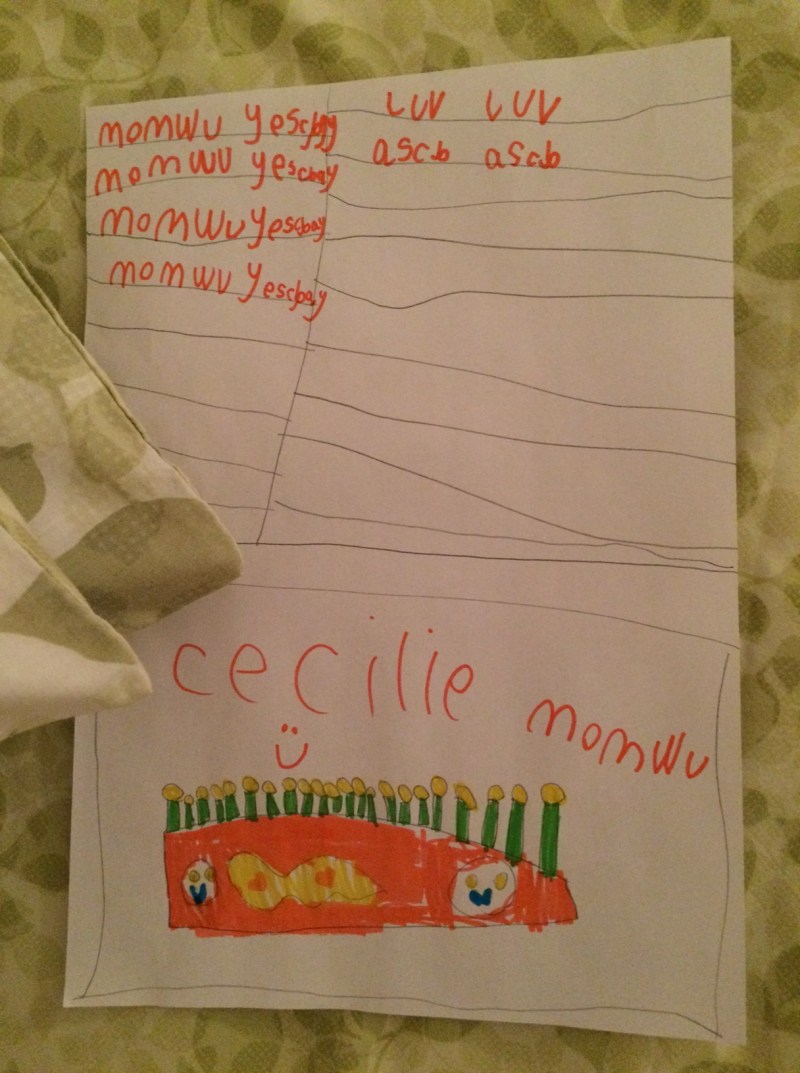 momwu yescbay LUV LUV
momwu yescbay ascb ascb
momwu yescbay
momwu yescbay
cecilie
momwu